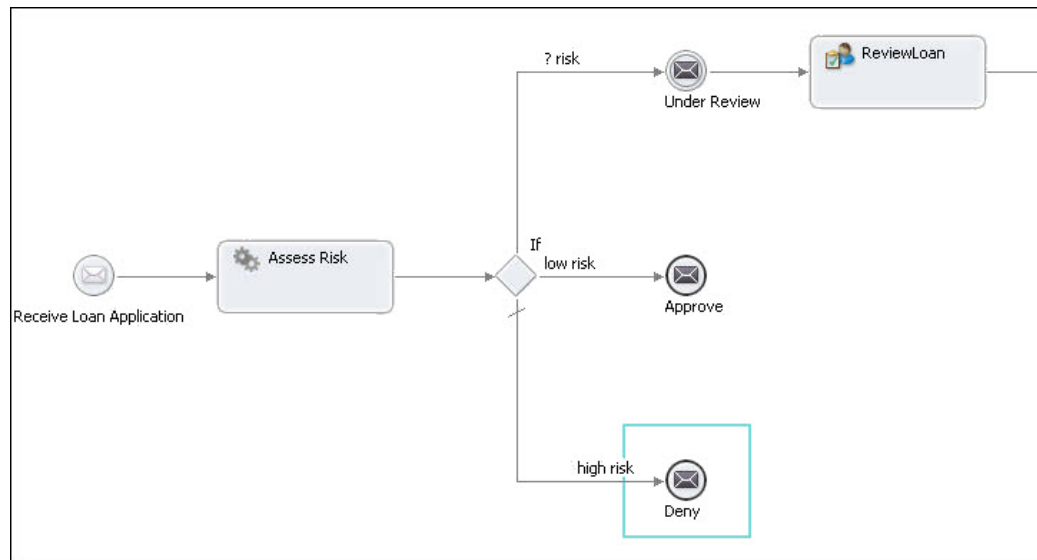 ? risk
ReviewLoan
Under Review
If
Assess Risk
low risk
Receive Loan Application
Approve
high risk
Deny